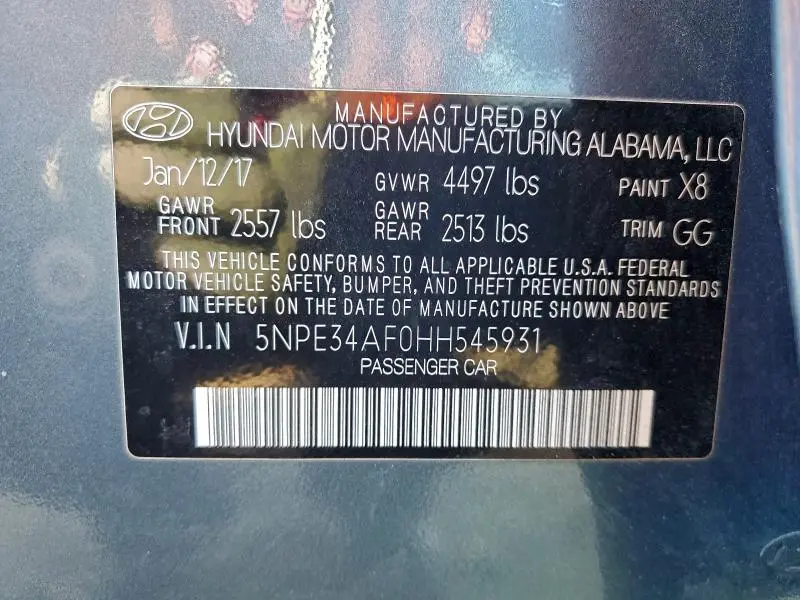 MANUFACTURED BY
HYUNDAI MOTOR MANUFACTURING ALABAMA, LLC
Jan/12/17 GVWR 4497 lbs PAINT X8
GAWR FRONT 2557 lbs GAWR REAR 2513 lbs TRIM GG
THIS VEHICLE CONFORMS TO ALL APPLICABLE U.S.A. FEDERAL
MOTOR VEHICLE SAFETY, BUMPER, AND THEFT PREVENTION STANDARDS
IN EFFECT ON THE DATE OF MANUFACTURE SHOWN ABOVE
V.I.N 5NPE34AF0HH545931
PASSENGER CAR